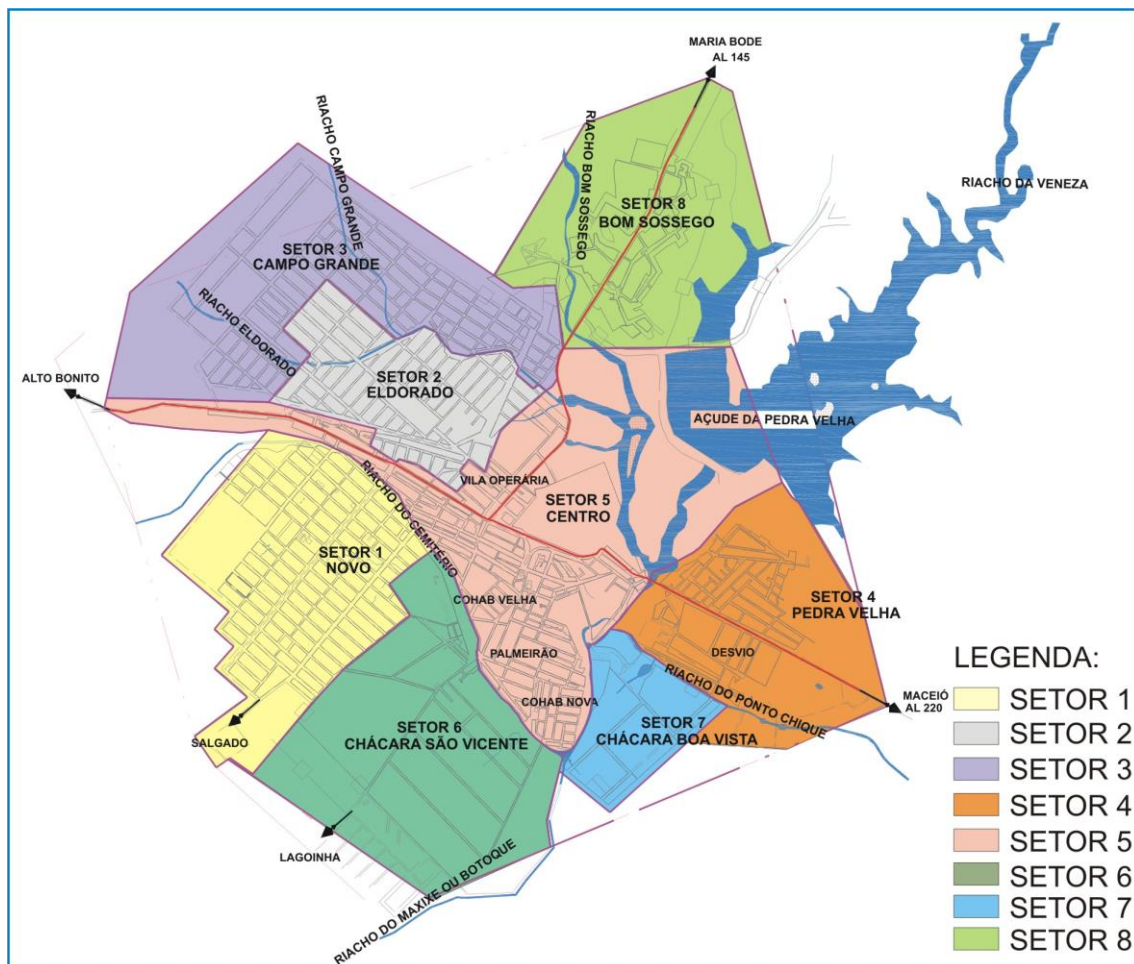 MARIA BODE
AL 145
RIACHO CAMPO GRANDE
RIACHO BOM SOSSEGO
RIACHO DA VENEZA
SETOR 8
BOM SOSSEGO
SETOR 3
CAMPO GRANDE
RIACHO ELDORADO
ALTO BONITO
SETOR 2
ELDORADO
AÇUDE DA PEDRA VELHA
VILA OPERÁRIA
SETOR 5
CENTRO
RIACHO DO CEMITÉRIO
SETOR 1
NOVO
COHAB VELHA
SETOR 4
PEDRA VELHA
PALMEIRÃO
DESVIO
RIACHO DO PONTO CHIQUE
COHAB NOVA
MACEIÓ
AL 220
SETOR 6
CHÁCARA SÃO VICENTE
SETOR 7
CHÁCARA BOA VISTA
SALGADO
LAGOINHA
RIACHO DO MAXIXE OU BOTOQUE
LEGENDA:
SETOR 1
SETOR 2
SETOR 3
SETOR 4
SETOR 5
SETOR 6
SETOR 7
SETOR 8